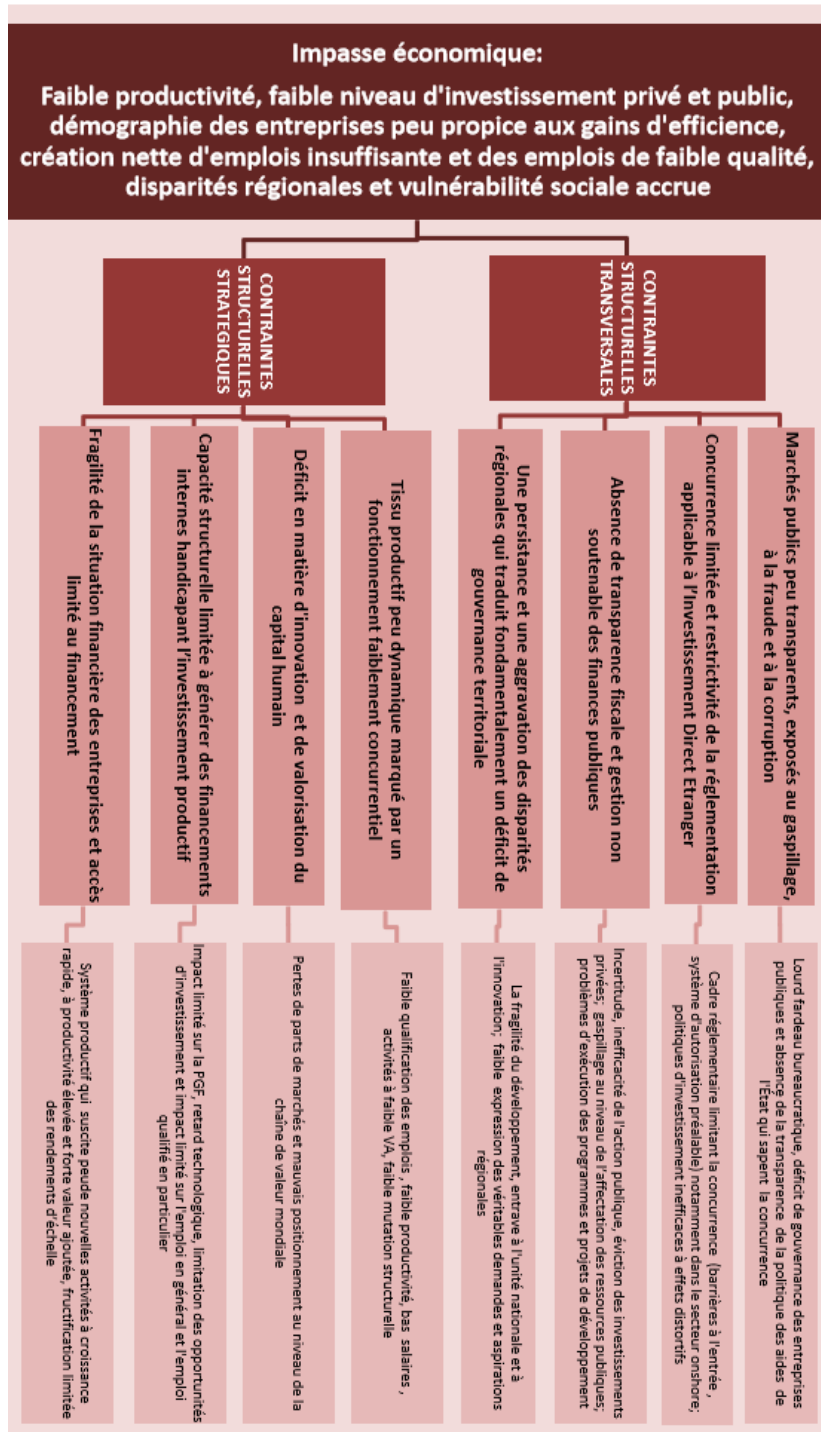 Impasse économique:
Faible productivité, faible niveau d'investissement privé et public,
démographie des entreprises peu propice aux gains d'efficience,
création nette d'emplois insuffisante et des emplois de faible qualité,
disparités régionales et vulnérabilité sociale accrue
CONTRAINTES
STRUCTURELLES
TRANSVERSALES
Marchés publics peu transparents, exposés au gaspillage,
à la fraude et à la corruption
Lourd fardeau bureaucratique, déficit de gouvernance des entreprises
publiques et absence de la transparence de la politique des aides de
l'État qui sapent la concurrence
Concurrence limitée et restrictivité de la réglementation
applicable à l'Investissement Direct Etranger
Cadre réglementaire limitant la concurrence (barrières à l'entrée ,
système d'autorisation préalable) notamment dans le secteur onshore;
politiques d'investissement inefficaces à effets distortifs
Absence de transparence fiscale et gestion non
soutenable des finances publiques
Incertitude, inefficacité de l'action publique, éviction des investissements
privées; gaspillage au niveau de l'affectation des ressources publiques;
problèmes d'exécution des programmes et projets de développement
Une persistance et une aggravation des disparités
régionales qui traduit fondamentalement un déficit de
gouvernance territoriale
La fragilité du développement, entrave à l'unité nationale et à
l'innovation; faible expression des véritables demandes et aspirations
régionales
CONTRAINTES
STRUCTURELLES
STRATEGIQUES
Tissu productif peu dynamique marqué par un
fonctionnement faiblement concurrentiel
Faible qualification des emplois , faible productivité, bas salaires ,
activités à faible VA, faible mutation structurelle
Déficit en matière d'innovation et de valorisation du
capital humain
Pertes de parts de marchés et mauvais positionnement au niveau de la
chaîne de valeur mondiale
Capacité structurelle limitée à générer des financements
internes handicapant l'investissement productif
Impact limité sur la PGF, retard technologique, limitation des opportunités
d'investissement et impact limité sur l'emploi en général et l'emploi
qualifié en particulier
Fragilité de la situation financière des entreprises et accès
limité au financement
Système productif qui suscite peude nouvelles activités à croissance
rapide, à productivité élevée et forte valeur ajoutée, fructification limitée
des rendements d'échelle